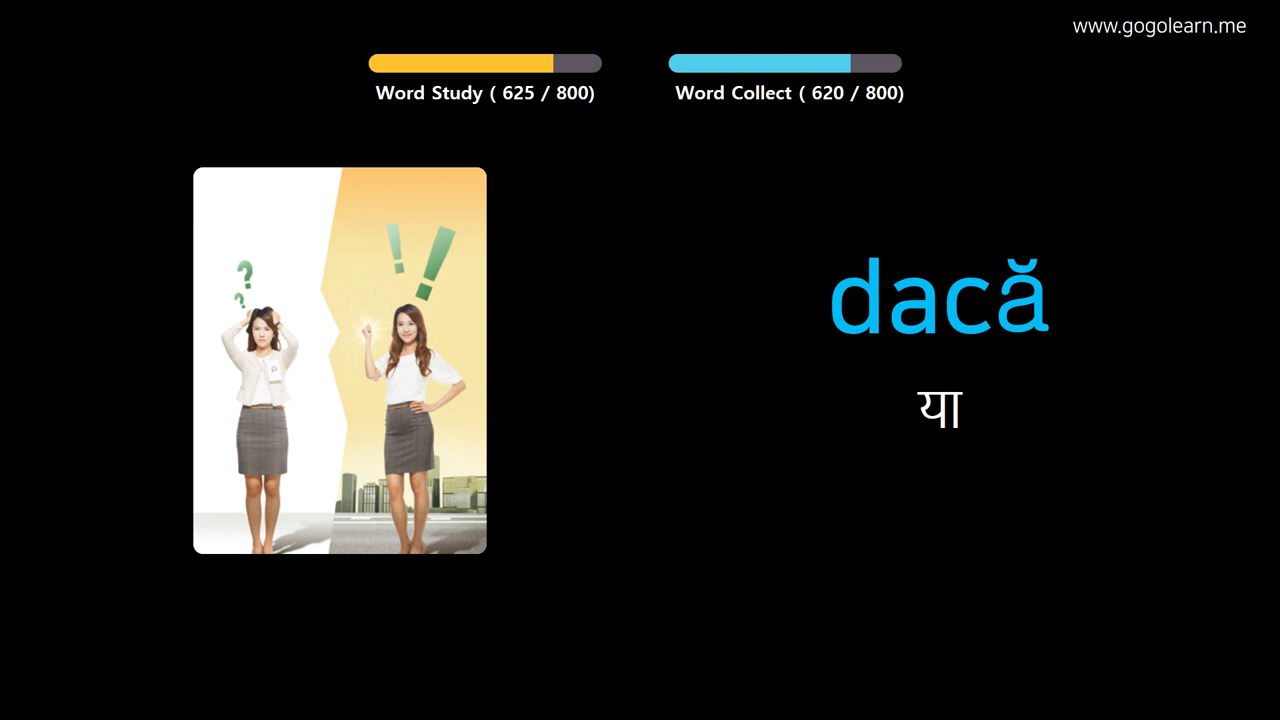 www.gogolearn.me
Word Study ( 625 / 800)
Word Collect ( 620 / 800)
? ?
! !
dacă
या